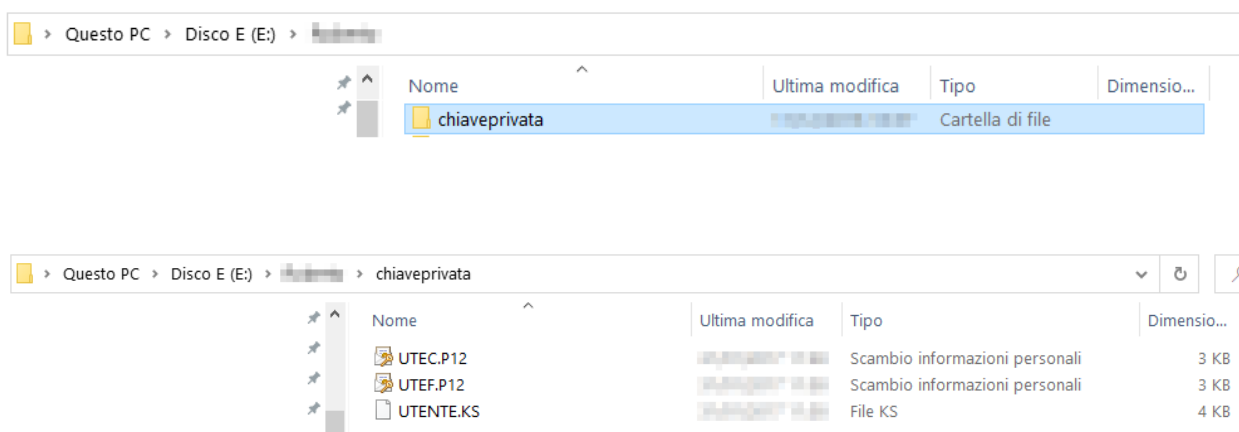 Questo PC > Disco E (E:) >
Nome Ultima modifica Tipo Dimensio...
chiaveprivata Cartella di file
Questo PC > Disco E (E:) > > chiaveprivata
Nome Ultima modifica Tipo Dimensio...
UTEC.P12 Scambio informazioni personali 3 KB
UTEF.P12 Scambio informazioni personali 3 KB
UTENTE.KS File KS 4 KB